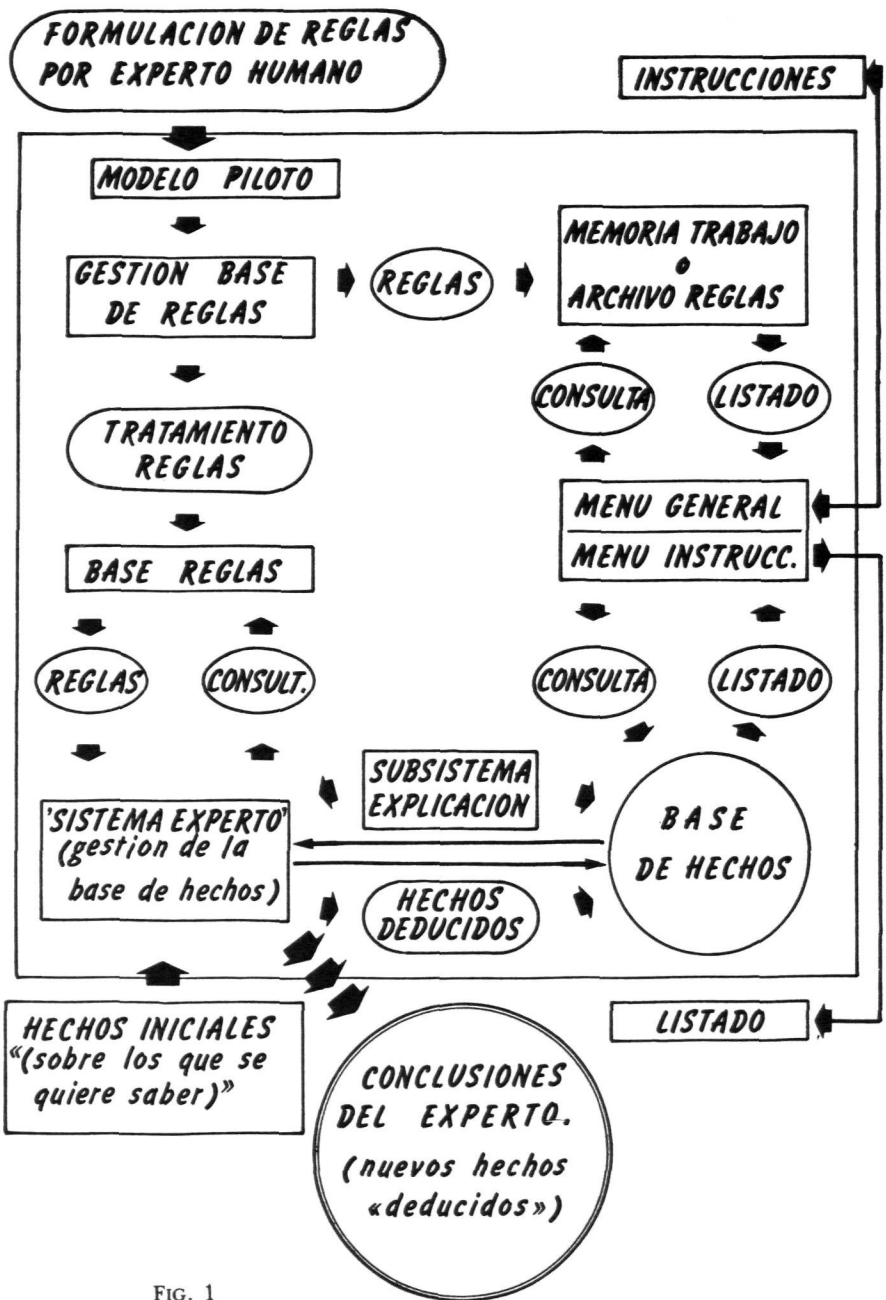 FORMULACION DE REGLAS
POR EXPERTO HUMANO
INSTRUCCIONES
MODELO PILOTO
GESTION BASE
DE REGLAS
REGLAS
MEMORIA TRABAJO
o
ARCHIVO REGLAS
CONSULTA
LISTADO
TRATAMIENTO
REGLAS
MENU GENERAL
MENU INSTRUCC.
BASE REGLAS
REGLAS
CONSULT.
CONSULTA
LISTADO
SUBSISTEMA
EXPLICACION
'SISTEMA EXPERTO'
(gestion de la
base de hechos)
BASE
DE HECHOS
HECHOS
DEDUCIDOS
HECHOS INICIALES
«(sobre los que se
quiere saber)»
LISTADO
CONCLUSIONES
DEL EXPERTO.
(nuevos hechos
«deducidos»)
FIG. 1